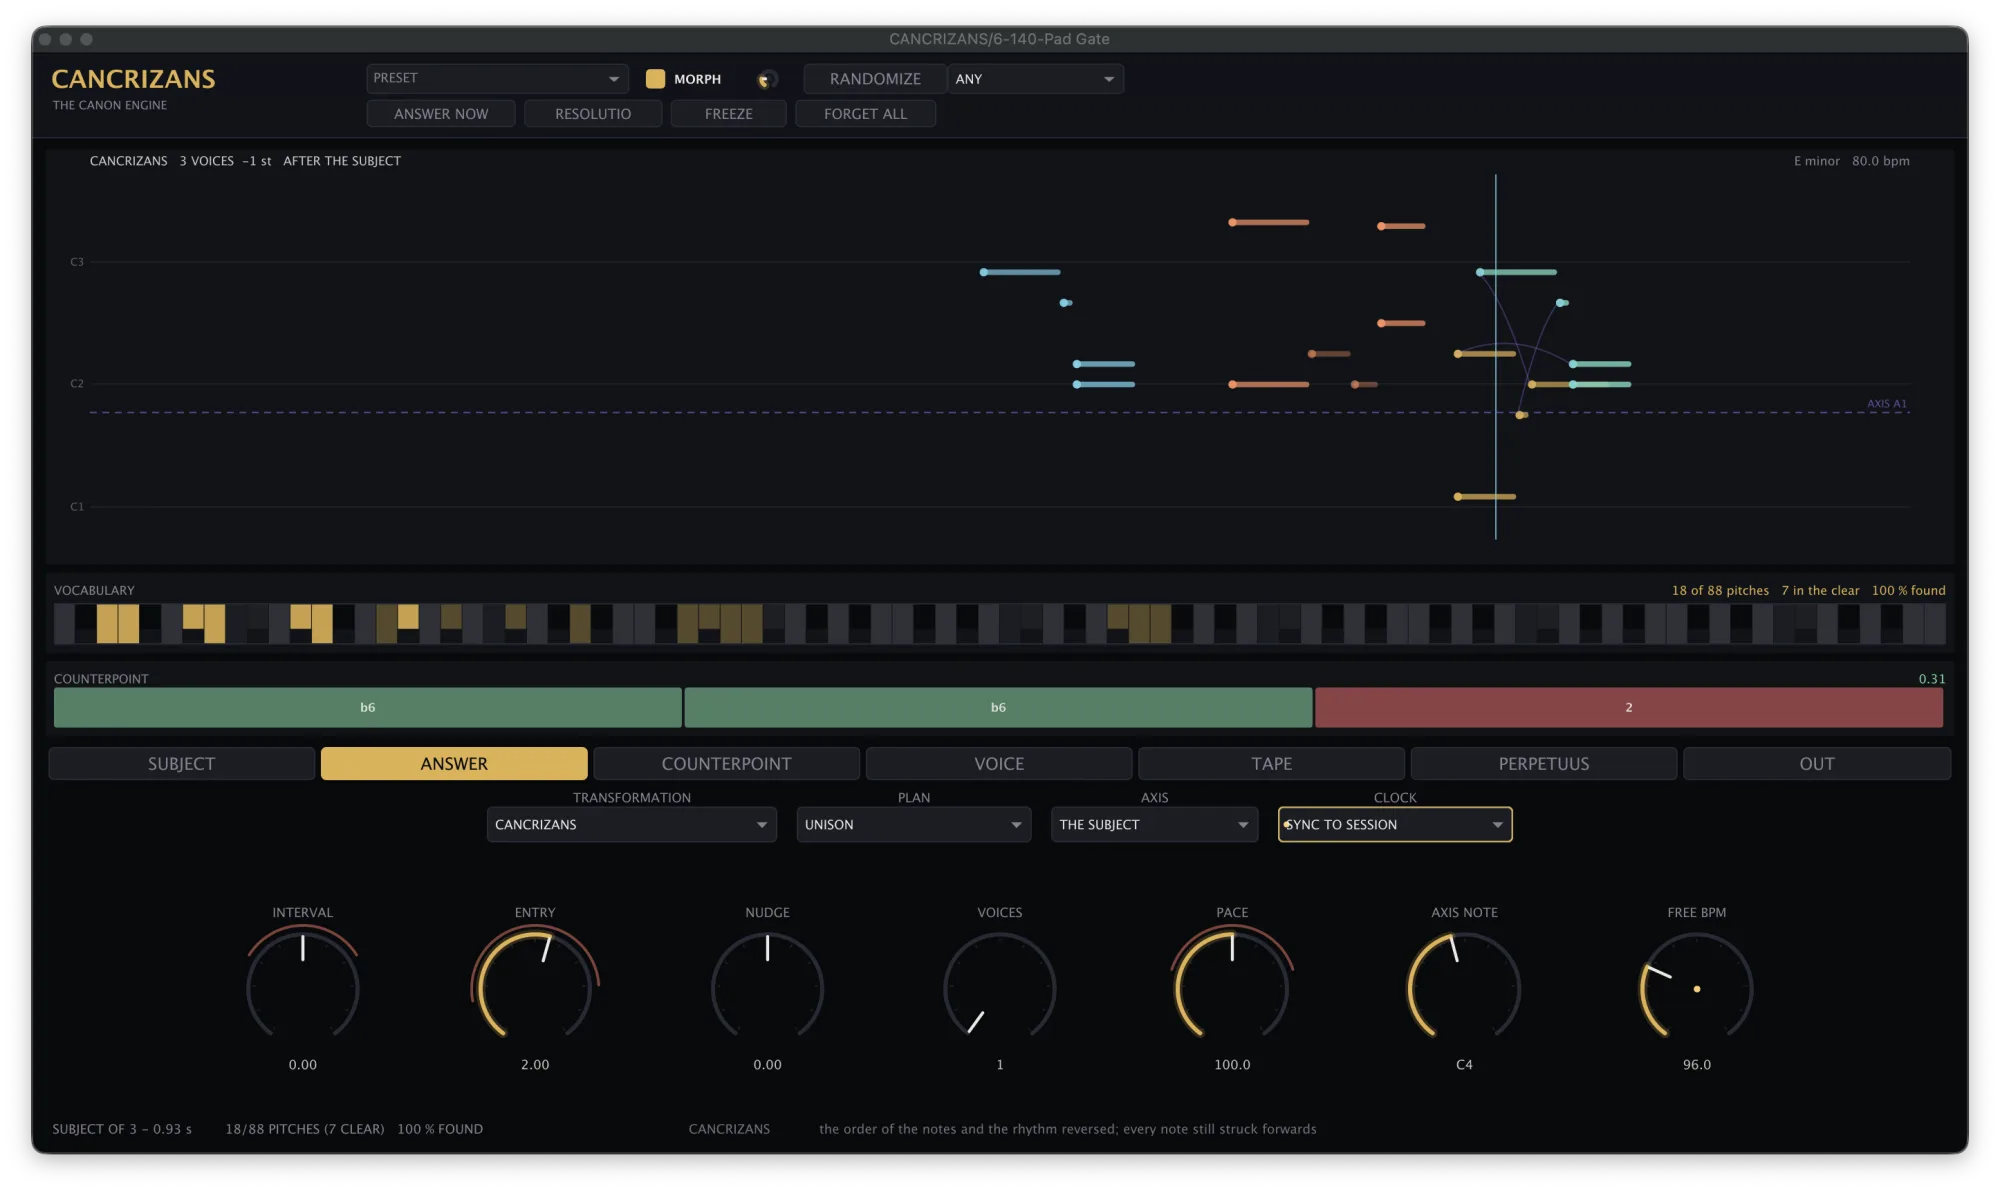 CANCRIZANS/6-140-Pad Gate
CANCRIZANS
THE CANON ENGINE
PRESET
MORPH
RANDOMIZE
ANY
ANSWER NOW
RESOLUTIO
FREEZE
FORGET ALL
CANCRIZANS 3 VOICES -1 st AFTER THE SUBJECT
E minor 80.0 bpm
C3
C2
AXIS A1
C1
VOCABULARY
18 of 88 pitches 7 in the clear 100 % found
COUNTERPOINT
0.31
b6
b6
2
SUBJECT
ANSWER
COUNTERPOINT
VOICE
TAPE
PERPETUUS
OUT
TRANSFORMATION
PLAN
AXIS
CLOCK
CANCRIZANS
UNISON
THE SUBJECT
SYNC TO SESSION
INTERVAL
ENTRY
NUDGE
VOICES
PACE
AXIS NOTE
FREE BPM
0.00
2.00
0.00
1
100.0
C4
96.0
SUBJECT OF 3 – 0.93 s
18/88 PITCHES (7 CLEAR)
100 % FOUND
CANCRIZANS
the order of the notes and the rhythm reversed; every note still struck forwards